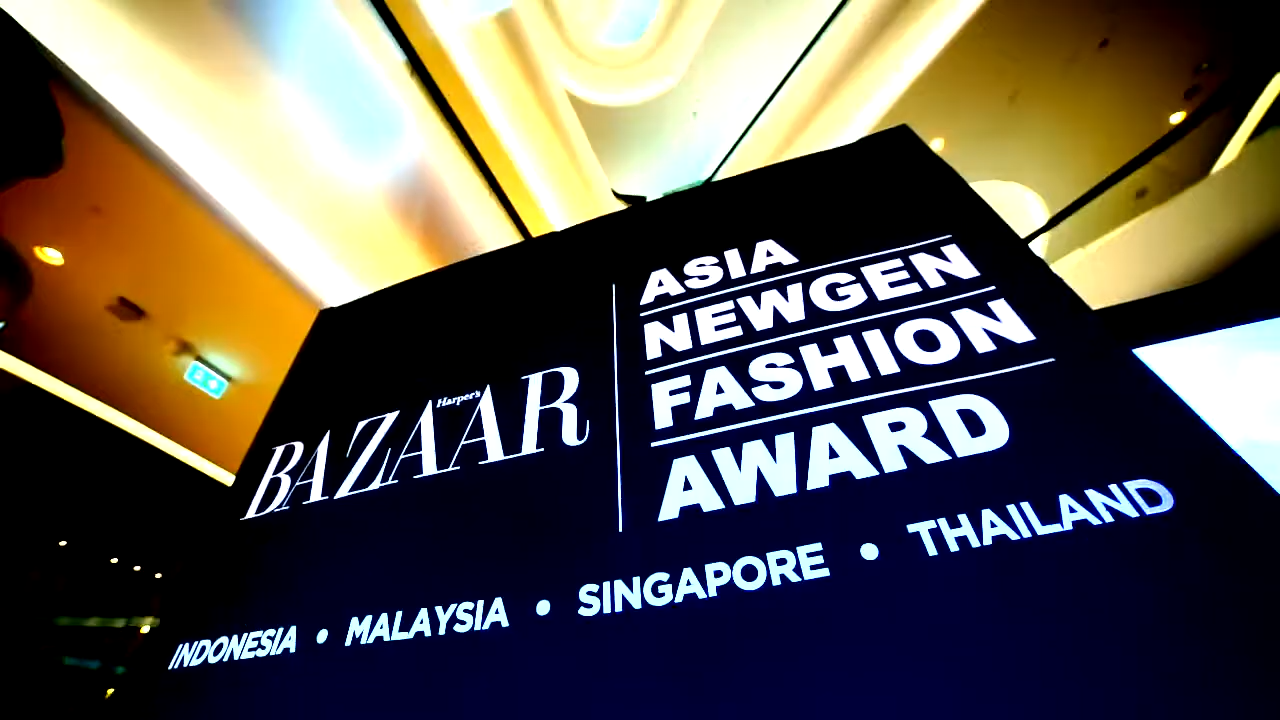 Harper's
BAZAAR
ASIA
NEWGEN
FASHION
AWARD
INDONESIA • MALAYSIA • SINGAPORE • THAILAND